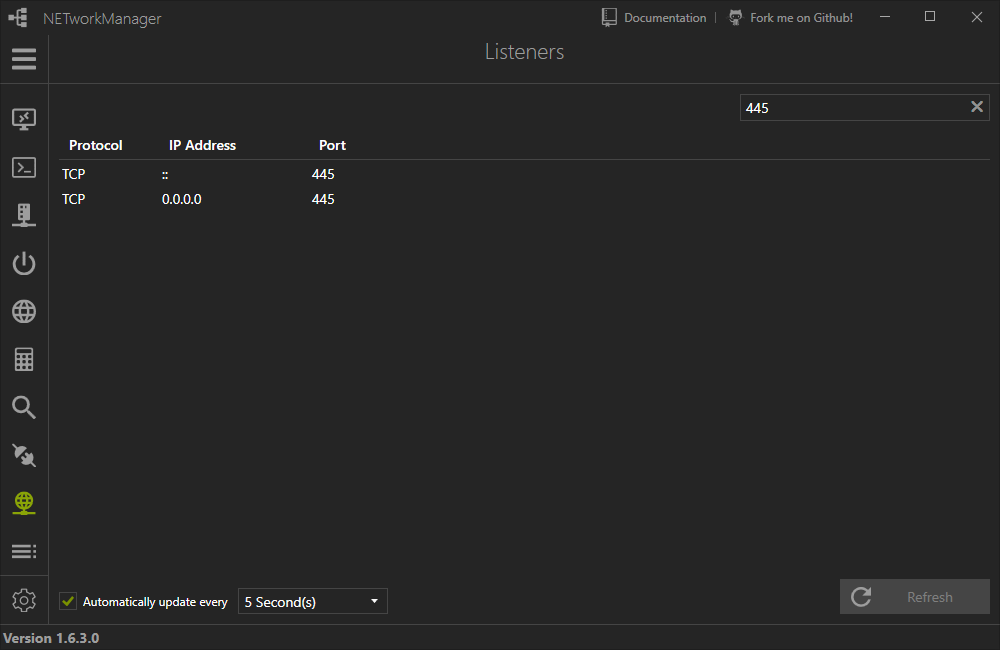 NETworkManager
Documentation | Fork me on Github!
Listeners
445
Protocol IP Address Port
TCP :: 445
TCP 0.0.0.0 445
Automatically update every 5 Second(s)
Refresh
Version 1.6.3.0